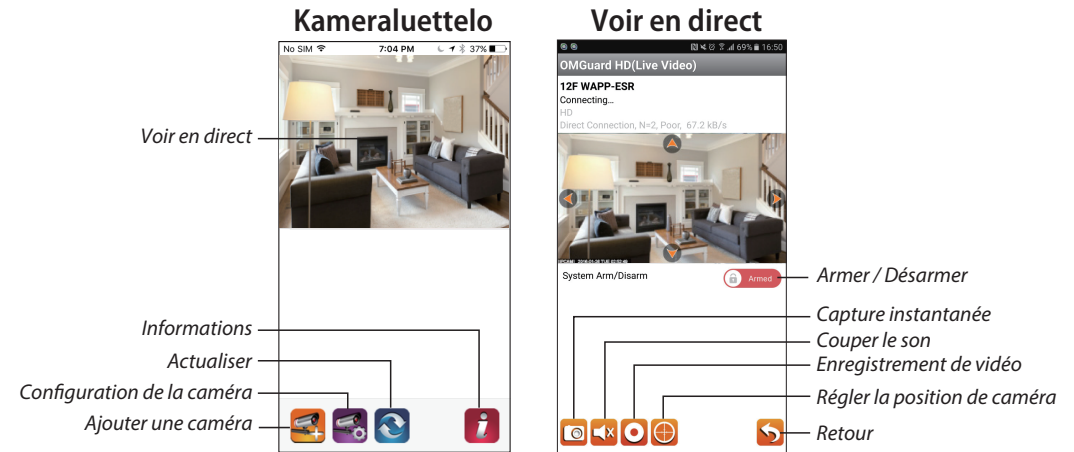 Kameraluettelo
No SIM 7:04 PM 37%
Voir en direct
Informations
Actualiser
Configuration de la caméra
Ajouter une caméra
Voir en direct
69% 16:50
OMGuard HD(Live Video)
12F WAPP-ESR
Connecting...
HD
Direct Connection, N=2, Poor, 67.2 kB/s
System Arm/Disarm
Armed
Armer / Désarmer
Capture instantanée
Couper le son
Enregistrement de vidéo
Régler la position de caméra
Retour